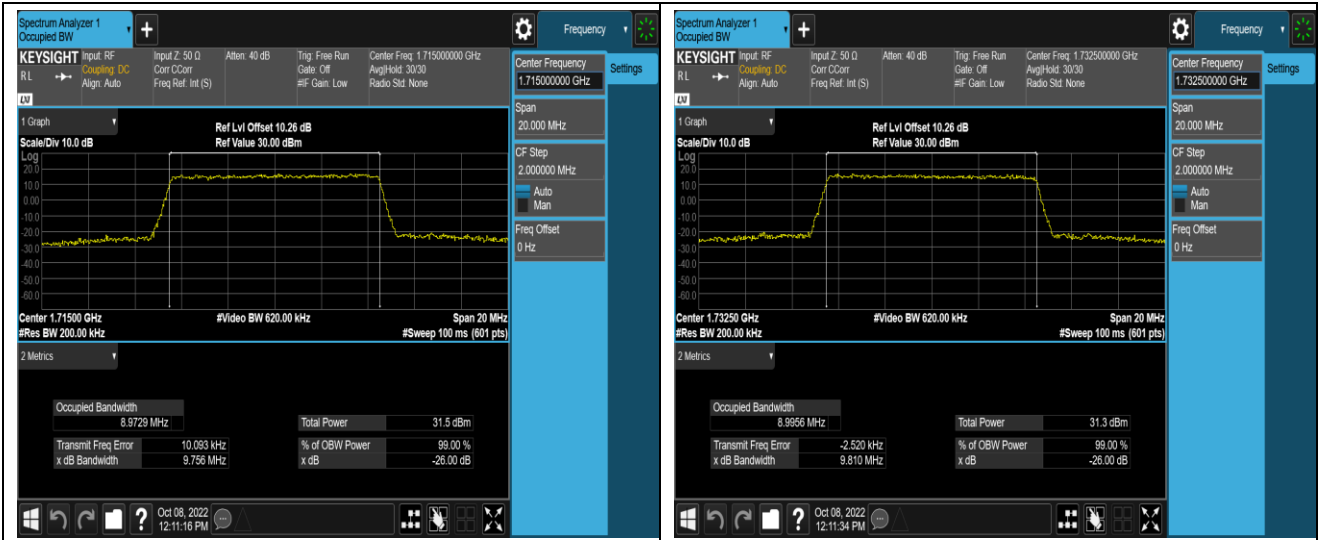 Spectrum Analyzer 1
Occupied BW
+
Frequency
KEYSIGHT
RL
LXI
Input: RF
Coupling: DC
Align: Auto
Input Z: 50 Ω
Corr CCorr
Freq Ref: Int (S)
Atten: 40 dB
Trig: Free Run
Gate: Off
#IF Gain: Low
Center Freq: 1.715000000 GHz
Avg|Hold: 30/30
Radio Std: None
Center Frequency
1.715000000 GHz
Settings
Span
20.000 MHz
CF Step
2.000000 MHz
Auto
Man
Freq Offset
0 Hz
1 Graph
Scale/Div 10.0 dB
Ref Lvl Offset 10.26 dB
Ref Value 30.00 dBm
Log
20.0
10.0
0.00
-10.0
-20.0
-30.0
-40.0
-50.0
-60.0
Center 1.71500 GHz
#Video BW 620.00 kHz
Span 20 MHz
#Res BW 200.00 kHz
#Sweep 100 ms (601 pts)
2 Metrics
Occupied Bandwidth
8.9729 MHz
Total Power 31.5 dBm
Transmit Freq Error 10.093 kHz
% of OBW Power 99.00 %
x dB Bandwidth 9.756 MHz
x dB -26.00 dB
?
Oct 08, 2022
12:11:16 PM
Spectrum Analyzer 1
Occupied BW
+
Frequency
KEYSIGHT
RL
LXI
Input: RF
Coupling: DC
Align: Auto
Input Z: 50 Ω
Corr CCorr
Freq Ref: Int (S)
Atten: 40 dB
Trig: Free Run
Gate: Off
#IF Gain: Low
Center Freq: 1.732500000 GHz
Avg|Hold: 30/30
Radio Std: None
Center Frequency
1.732500000 GHz
Settings
Span
20.000 MHz
CF Step
2.000000 MHz
Auto
Man
Freq Offset
0 Hz
1 Graph
Scale/Div 10.0 dB
Ref Lvl Offset 10.26 dB
Ref Value 30.00 dBm
Log
20.0
10.0
0.00
-10.0
-20.0
-30.0
-40.0
-50.0
-60.0
Center 1.73250 GHz
#Video BW 620.00 kHz
Span 20 MHz
#Res BW 200.00 kHz
#Sweep 100 ms (601 pts)
2 Metrics
Occupied Bandwidth
8.9956 MHz
Total Power 31.3 dBm
Transmit Freq Error -2.520 kHz
% of OBW Power 99.00 %
x dB Bandwidth 9.810 MHz
x dB -26.00 dB
?
Oct 08, 2022
12:11:34 PM